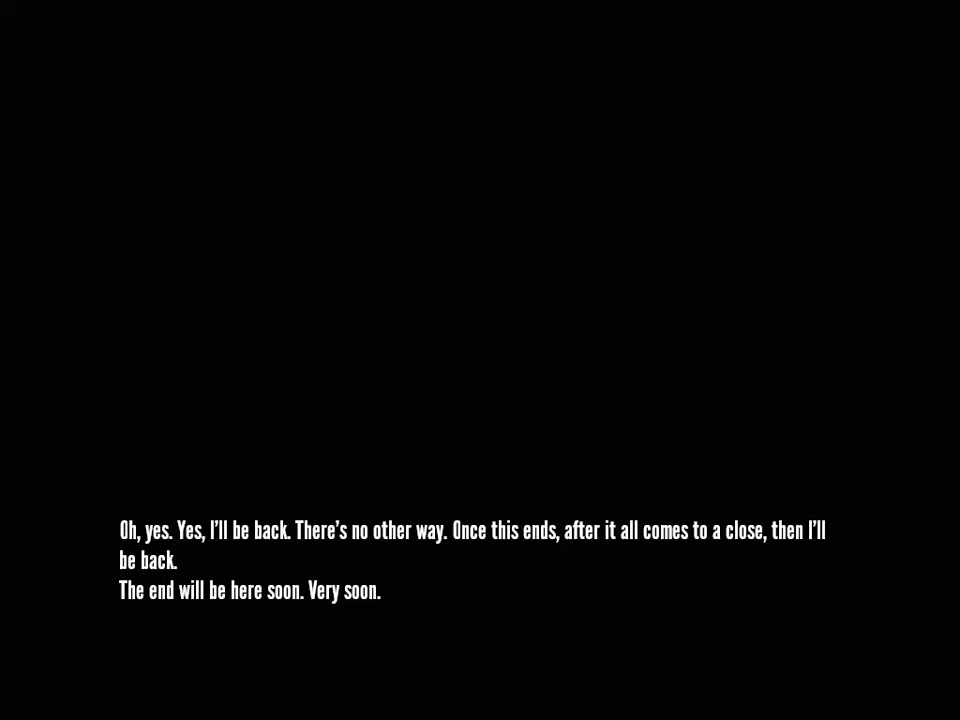 Oh, yes. Yes, I'll be back. There's no other way. Once this ends, after it all comes to a close, then I'll
be back.
The end will be here soon. Very soon.